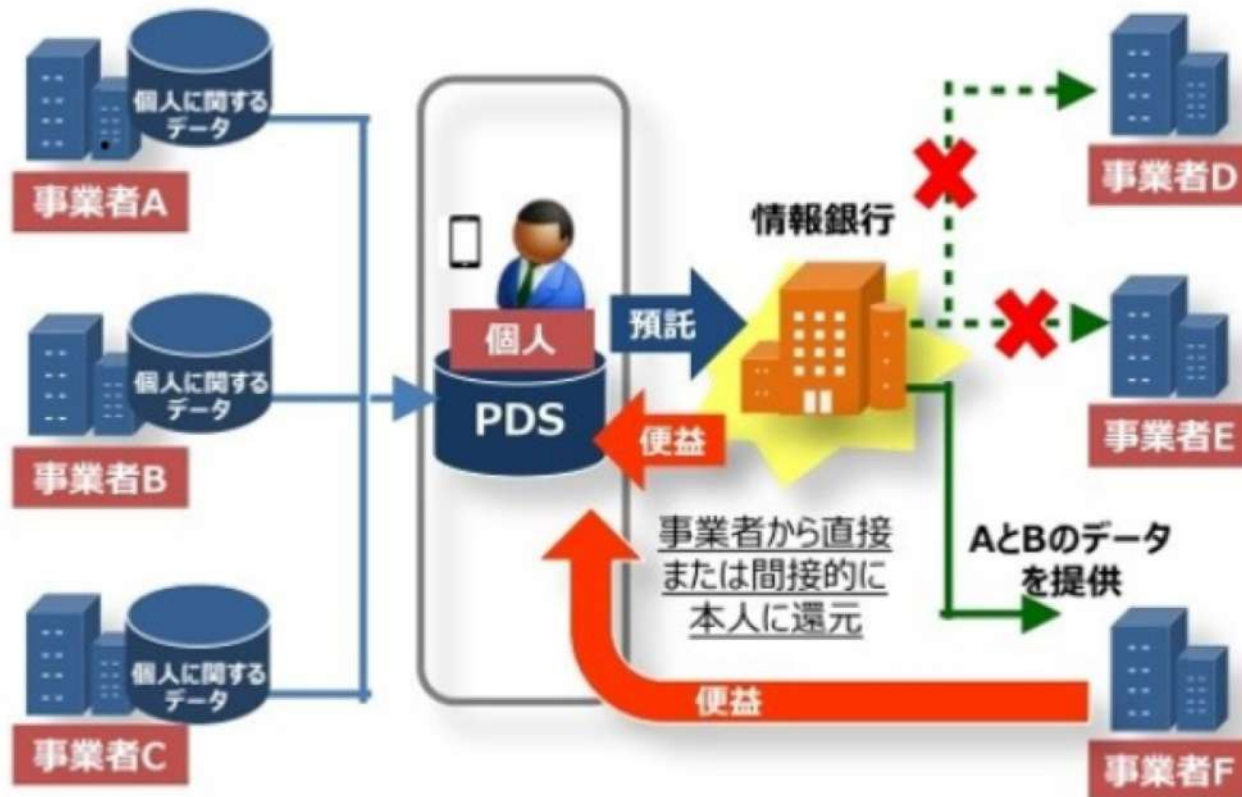 個人に関する
データ
事業者A
個人に関する
データ
事業者B
個人に関する
データ
事業者C
個人
PDS
預託
便益
情報銀行
事業者から直接
または間接的に
本人に還元
便益
AとBのデータ
を提供
事業者D
事業者E
事業者F